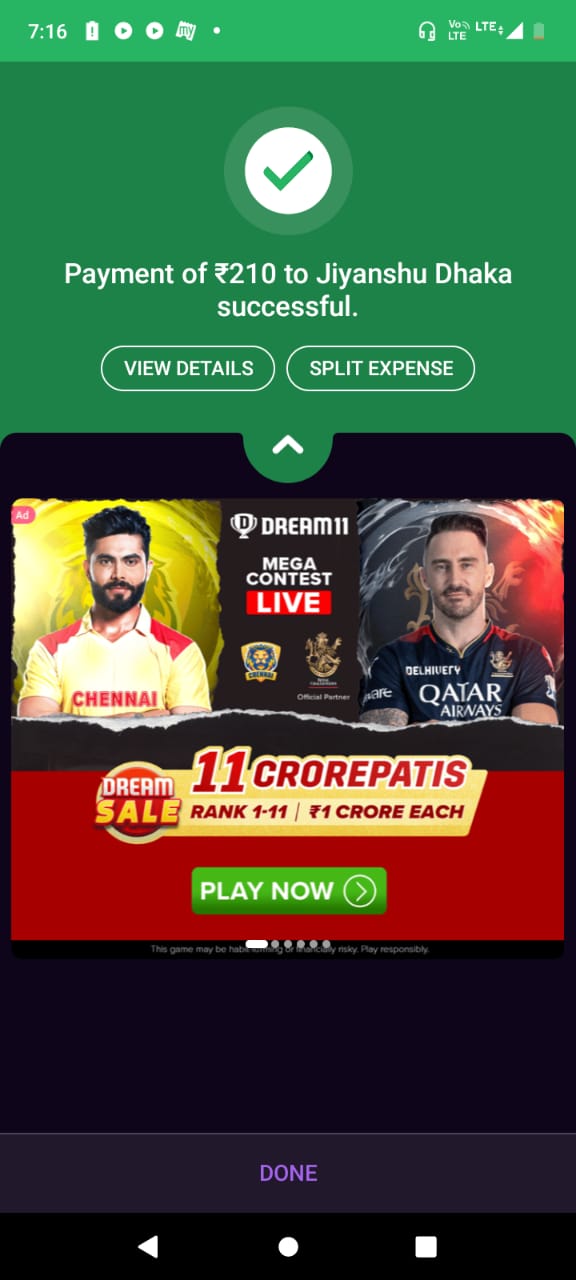 7:16
Vo
LTE
LTE
Payment of ₹210 to Jiyanshu Dhaka
successful.
VIEW DETAILS
SPLIT EXPENSE
Ad
DREAM11
MEGA
CONTEST
LIVE
CHENNAI
Official Partner
CHENNAI
DELHIVERY
QATAR
AIRWAYS
DREAM
SALE
11 CROREPATIS
RANK 1-11 | ₹1 CRORE EACH
PLAY NOW
This game may be habit forming or financially risky. Play responsibly.
DONE